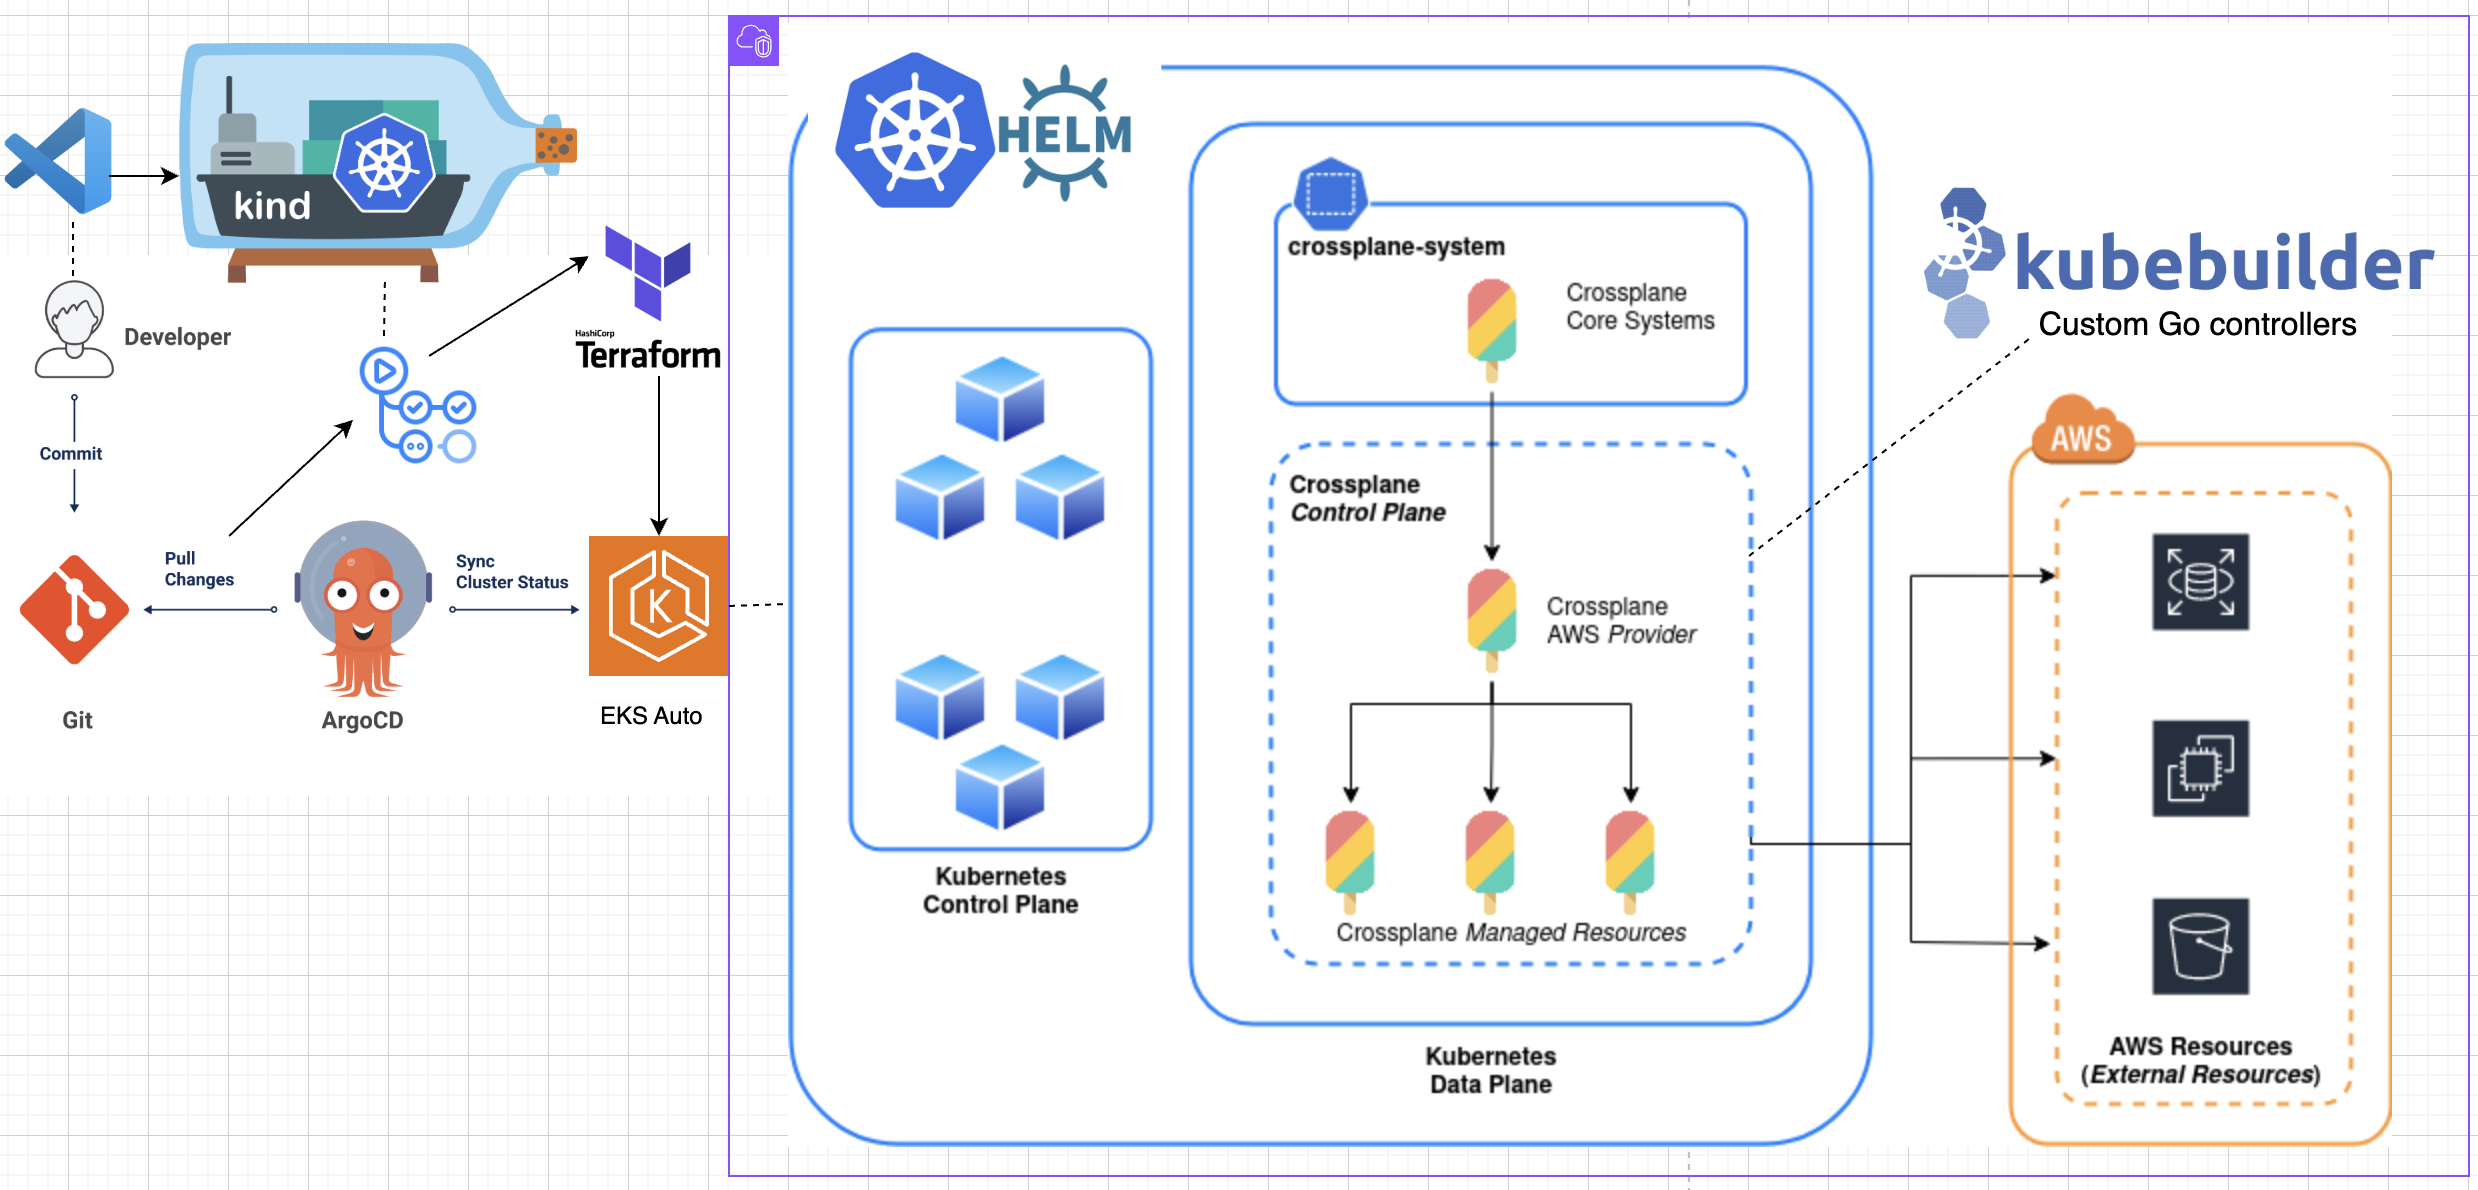 kind
Developer
Commit
HashiCorp
Terraform
Pull
Changes
Sync
Cluster Status
K
Git
ArgoCD
EKS Auto
HELM
crossplane-system
Crossplane
Core Systems
Crossplane
Control Plane
Crossplane
AWS Provider
Crossplane Managed Resources
Kubernetes
Control Plane
Kubernetes
Data Plane
kubebuilder
Custom Go controllers
AWS
AWS Resources
(External Resources)